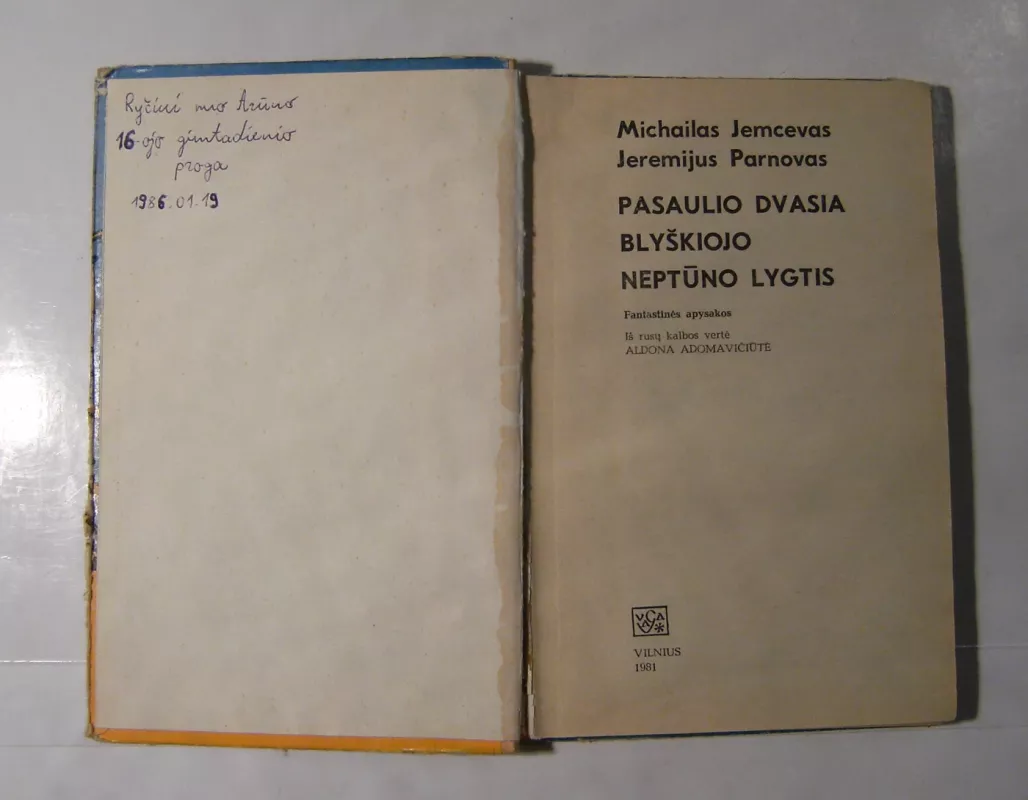 Ryčiui nuo Arūno
16-ojo gimtadienio
proga
1986.01.19
Michailas Jemcevas
Jeremijus Parnovas
PASAULIO DVASIA
BLYŠKIOJO
NEPTŪNO LYGTIS
Fantastinės apysakos
Iš rusų kalbos vertė
ALDONA ADOMAVIČIŪTĖ
VAGA
VILNIUS
1981